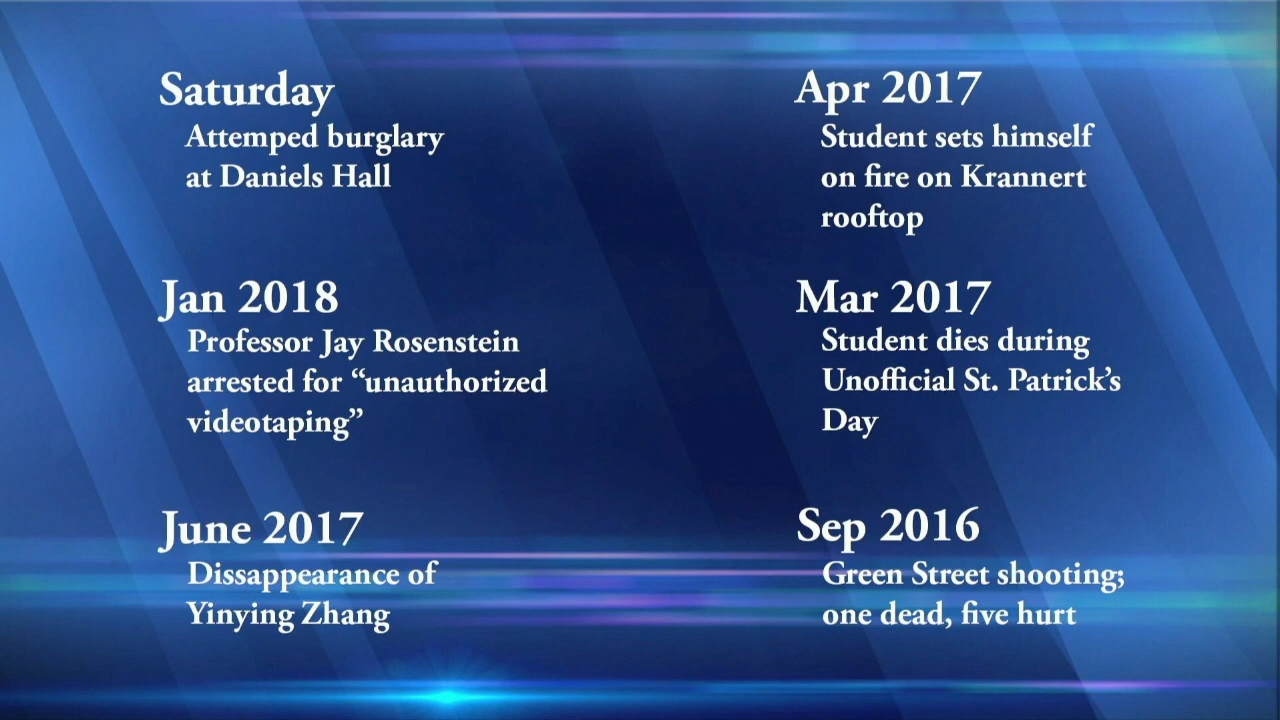 Saturday
Attemped burglary
at Daniels Hall
Jan 2018
Professor Jay Rosenstein
arrested for “unauthorized
videotaping”
June 2017
Dissappearance of
Yinying Zhang
Apr 2017
Student sets himself
on fire on Krannert
rooftop
Mar 2017
Student dies during
Unofficial St. Patrick’s
Day
Sep 2016
Green Street shooting;
one dead, five hurt